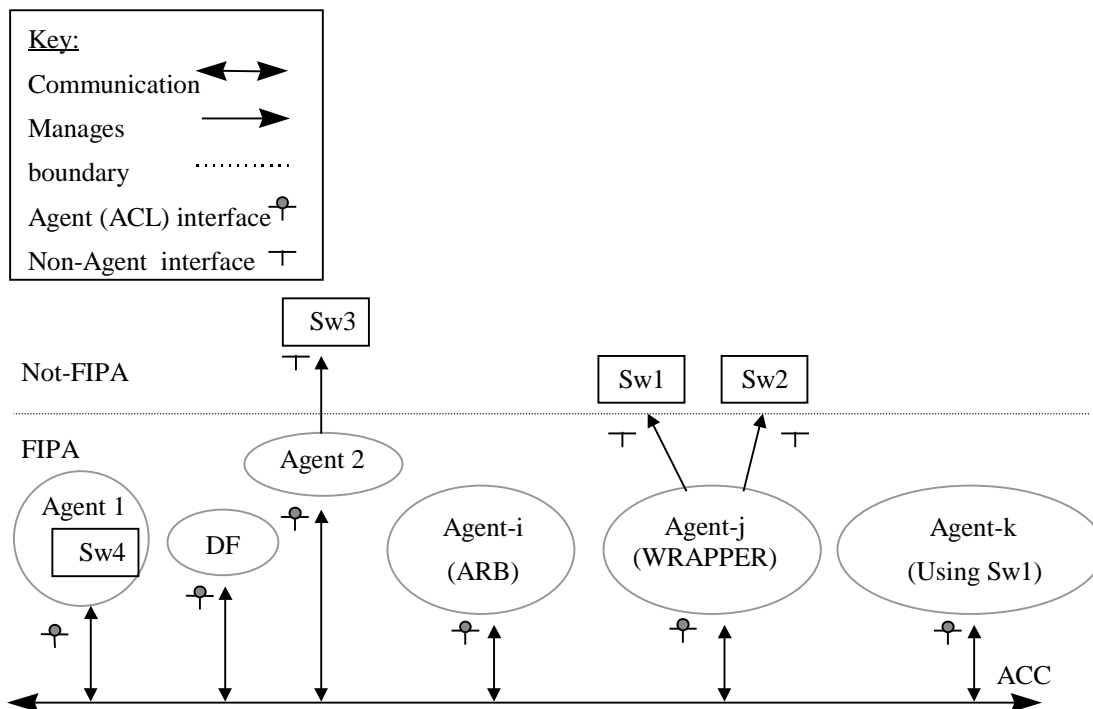 Key:
Communication
Manages
boundary
Agent (ACL) interface
Non-Agent interface
Sw3
Not-FIPA
Sw1
Sw2
FIPA
Agent 2
Agent 1
Sw4
DF
Agent-i
(ARB)
Agent-j
(WRAPPER)
Agent-k
(Using Sw1)
ACC